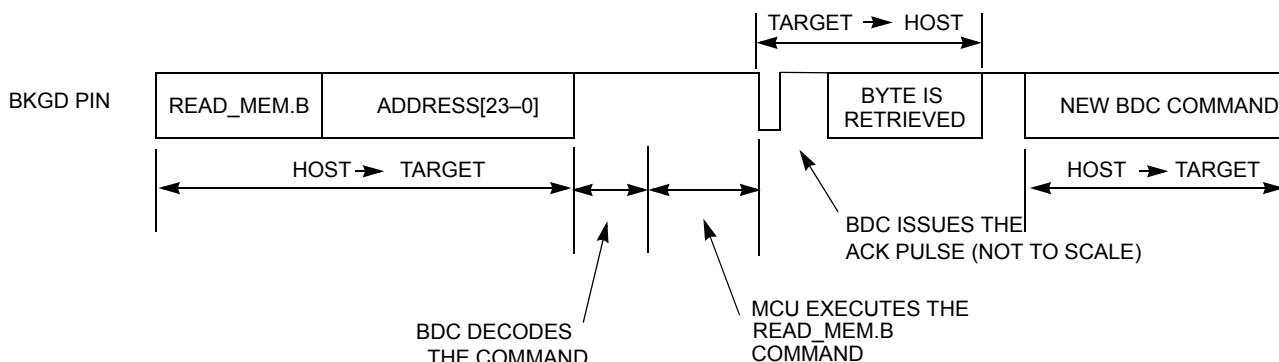 TARGET → HOST
BKGD PIN
READ_MEM.B
ADDRESS[23–0]
BYTE IS
RETRIEVED
NEW BDC COMMAND
HOST → TARGET
HOST → TARGET
BDC ISSUES THE
ACK PULSE (NOT TO SCALE)
BDC DECODES
THE COMMAND
MCU EXECUTES THE
READ_MEM.B
COMMAND